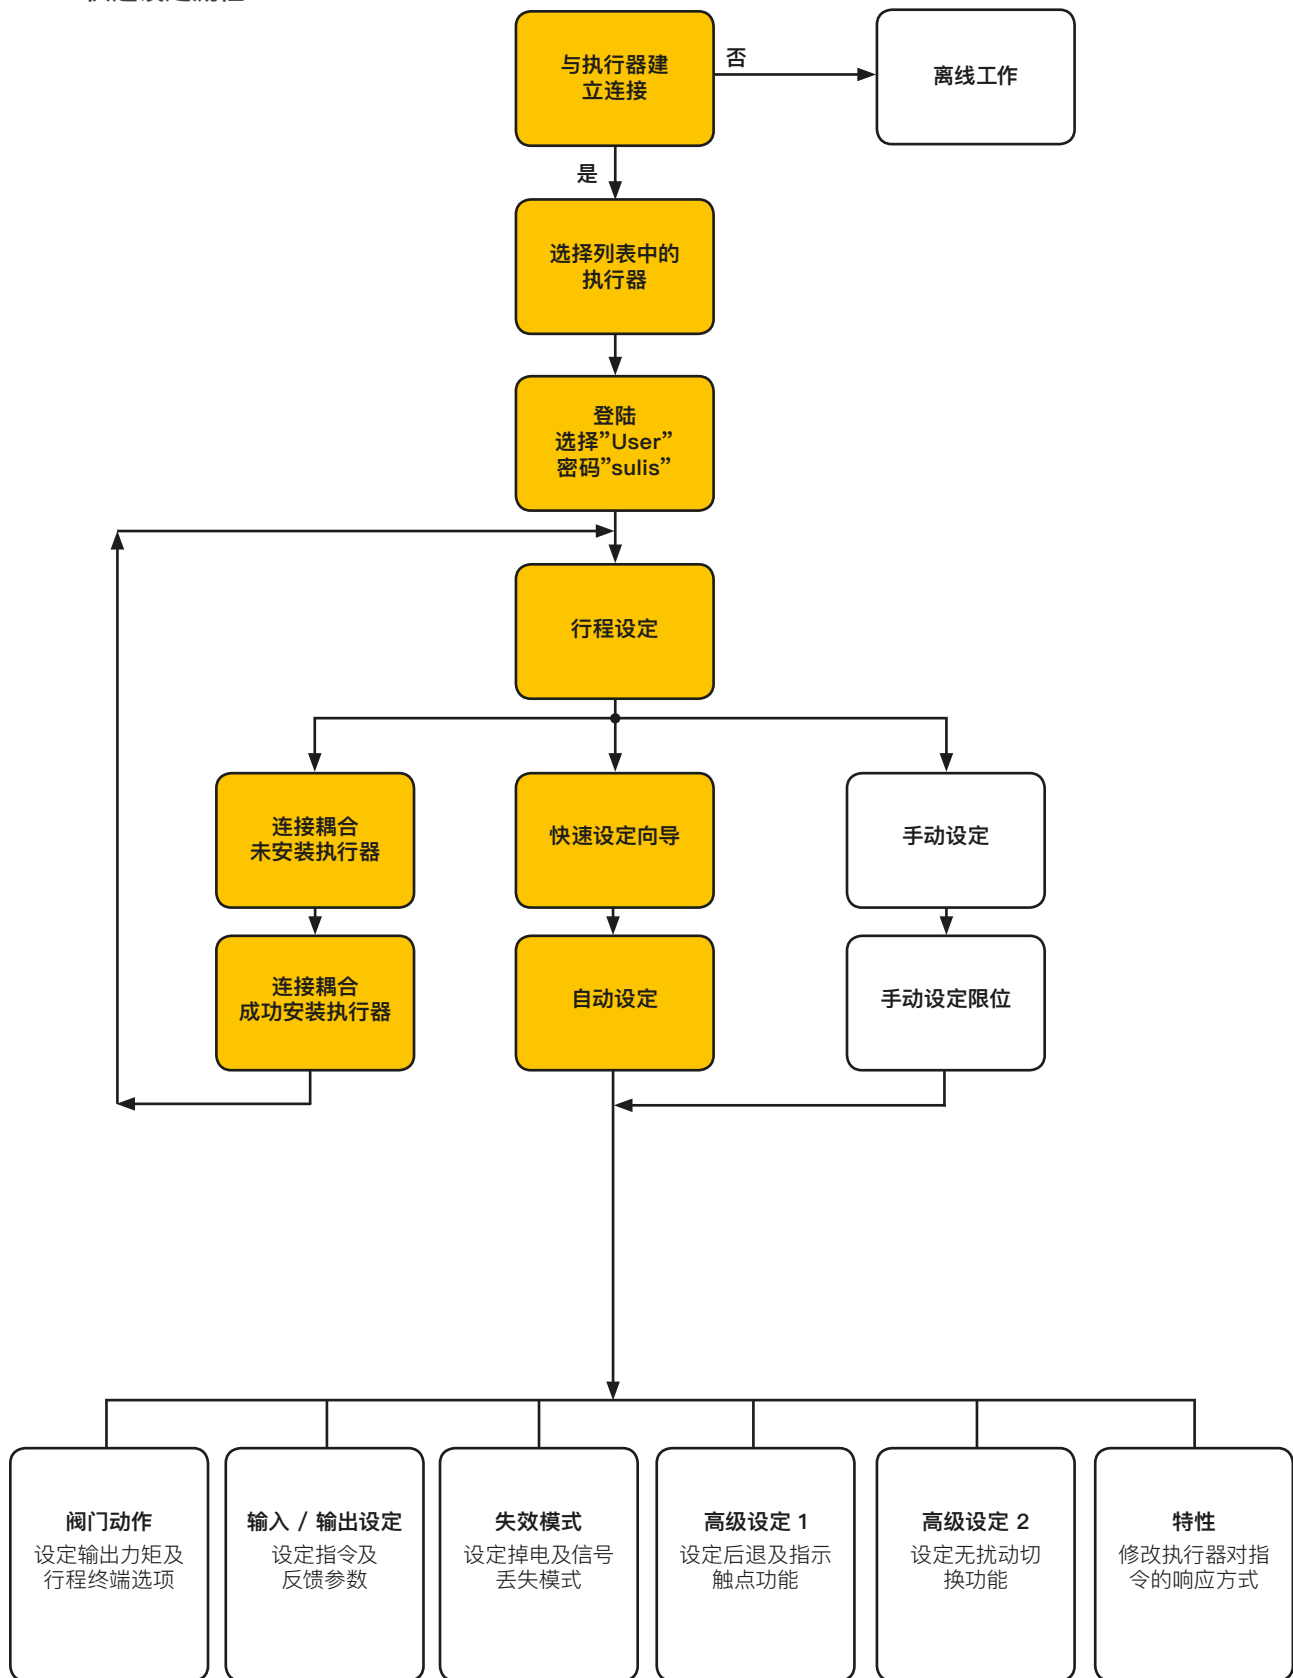 快速设定流程
与执行器建
立连接
否
离线工作
是
选择列表中的
执行器
登陆
选择”User”
密码”sulis”
行程设定
连接耦合
未安装执行器
快速设定向导
手动设定
连接耦合
成功安装执行器
自动设定
手动设定限位
阀门动作
设定输出力矩及
行程终端选项
输入 / 输出设定
设定指令及
反馈参数
失效模式
设定掉电及信号
丢失模式
高级设定 1
设定后退及指示
触点功能
高级设定 2
设定无扰动切
换功能
特性
修改执行器对指
令的响应方式